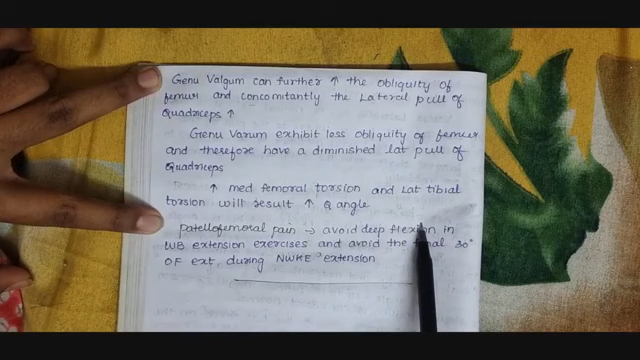 Genu Valgum can further ↑ the obliquity of
femur and concomitantly the Lateral pull of
Quadriceps ↑
Genu Varum exhibit less obliquity of femur
and therefore have a diminished lat pull of
Quadriceps
↑ med femoral torsion and Lat tibial
torsion will result ↑ Q angle
Patellofemoral pain → avoid deep flexion in
WB extension exercises and avoid the final 30°
OF ext, during NWKE extension